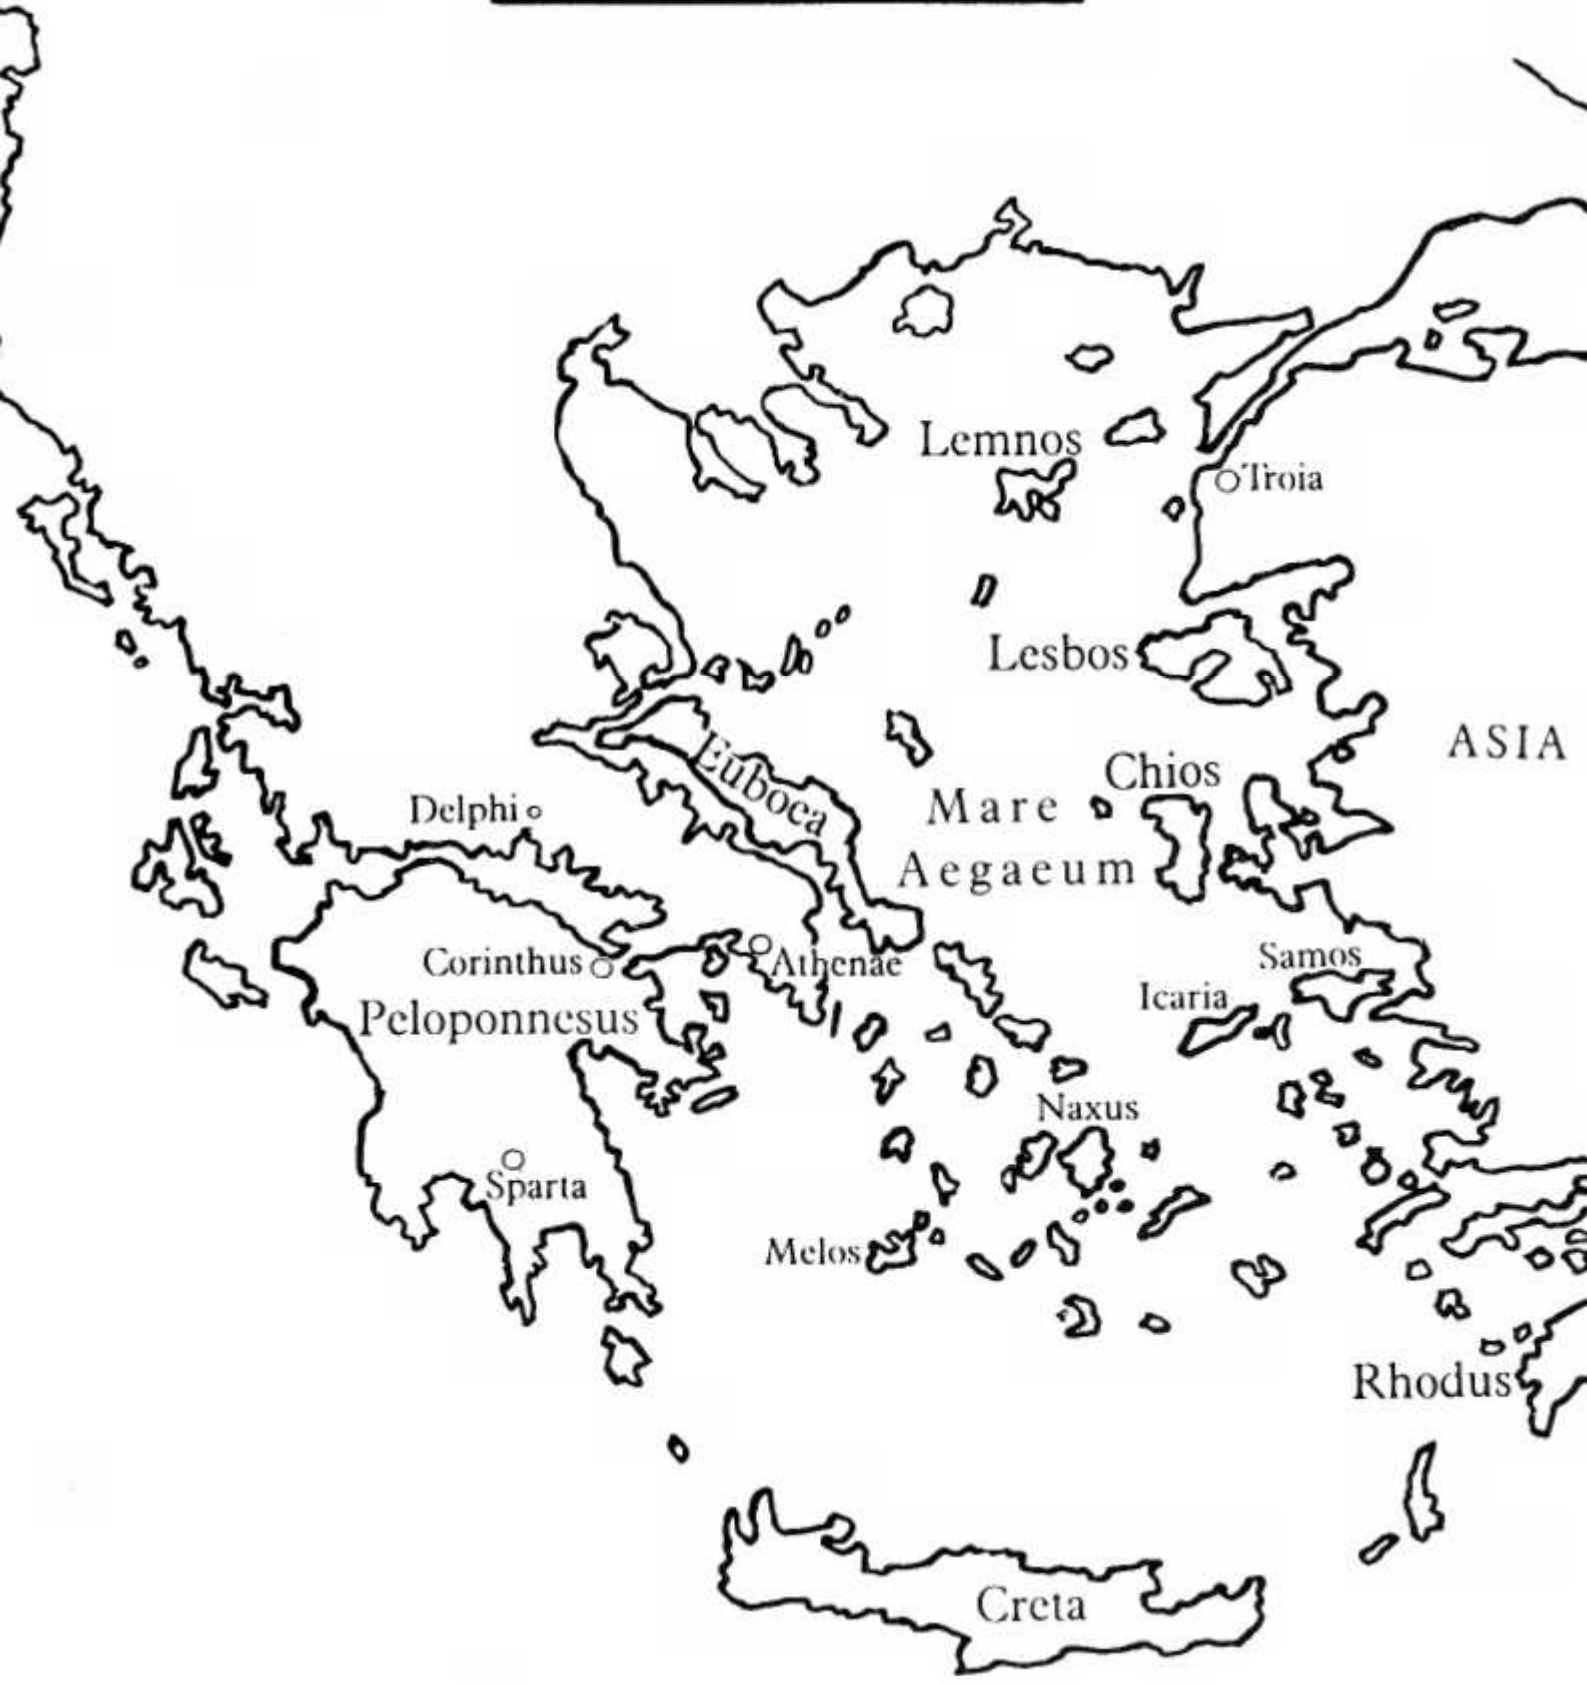 Lemnos
Troia
Lesbos
ASIA
Euboea
Chios
Delphi
Mare
Aegaeum
Corinthus
Athenae
Samos
Icaria
Peloponnesus
Naxus
Sparta
Melos
Rhodus
Creta